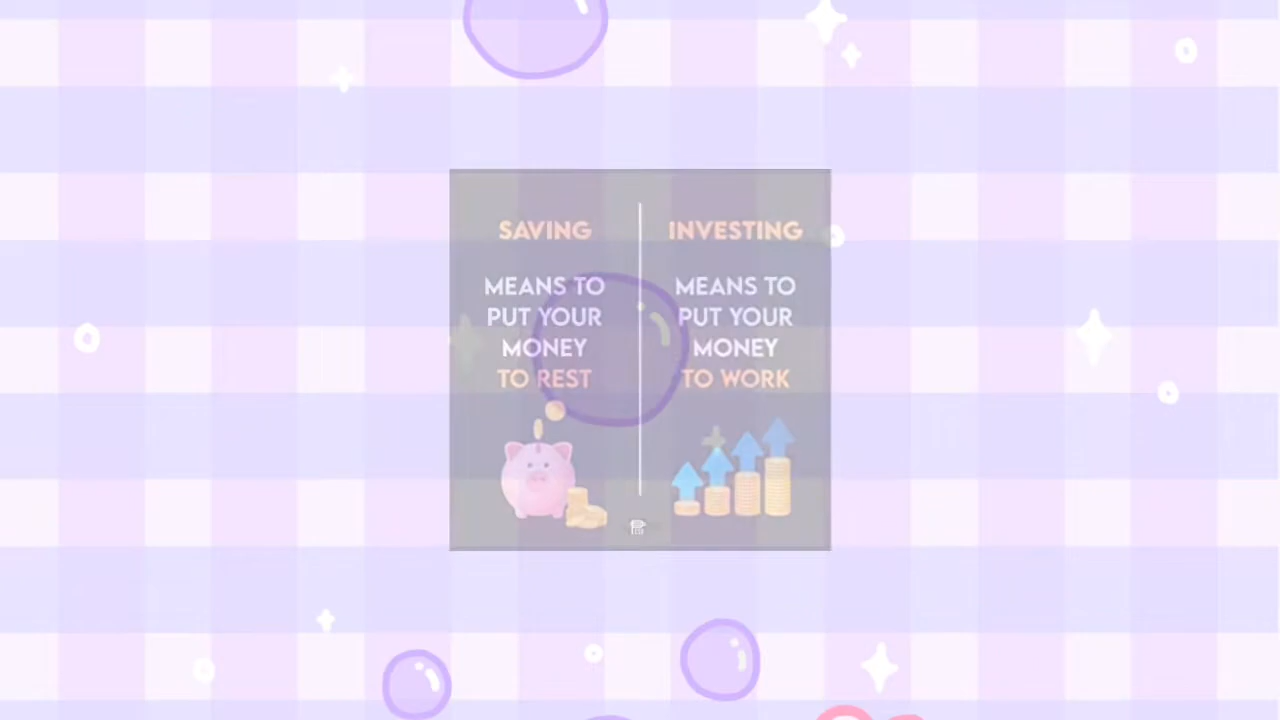 SAVING
MEANS TO
PUT YOUR
MONEY
TO REST
INVESTING
MEANS TO
PUT YOUR
MONEY
TO WORK